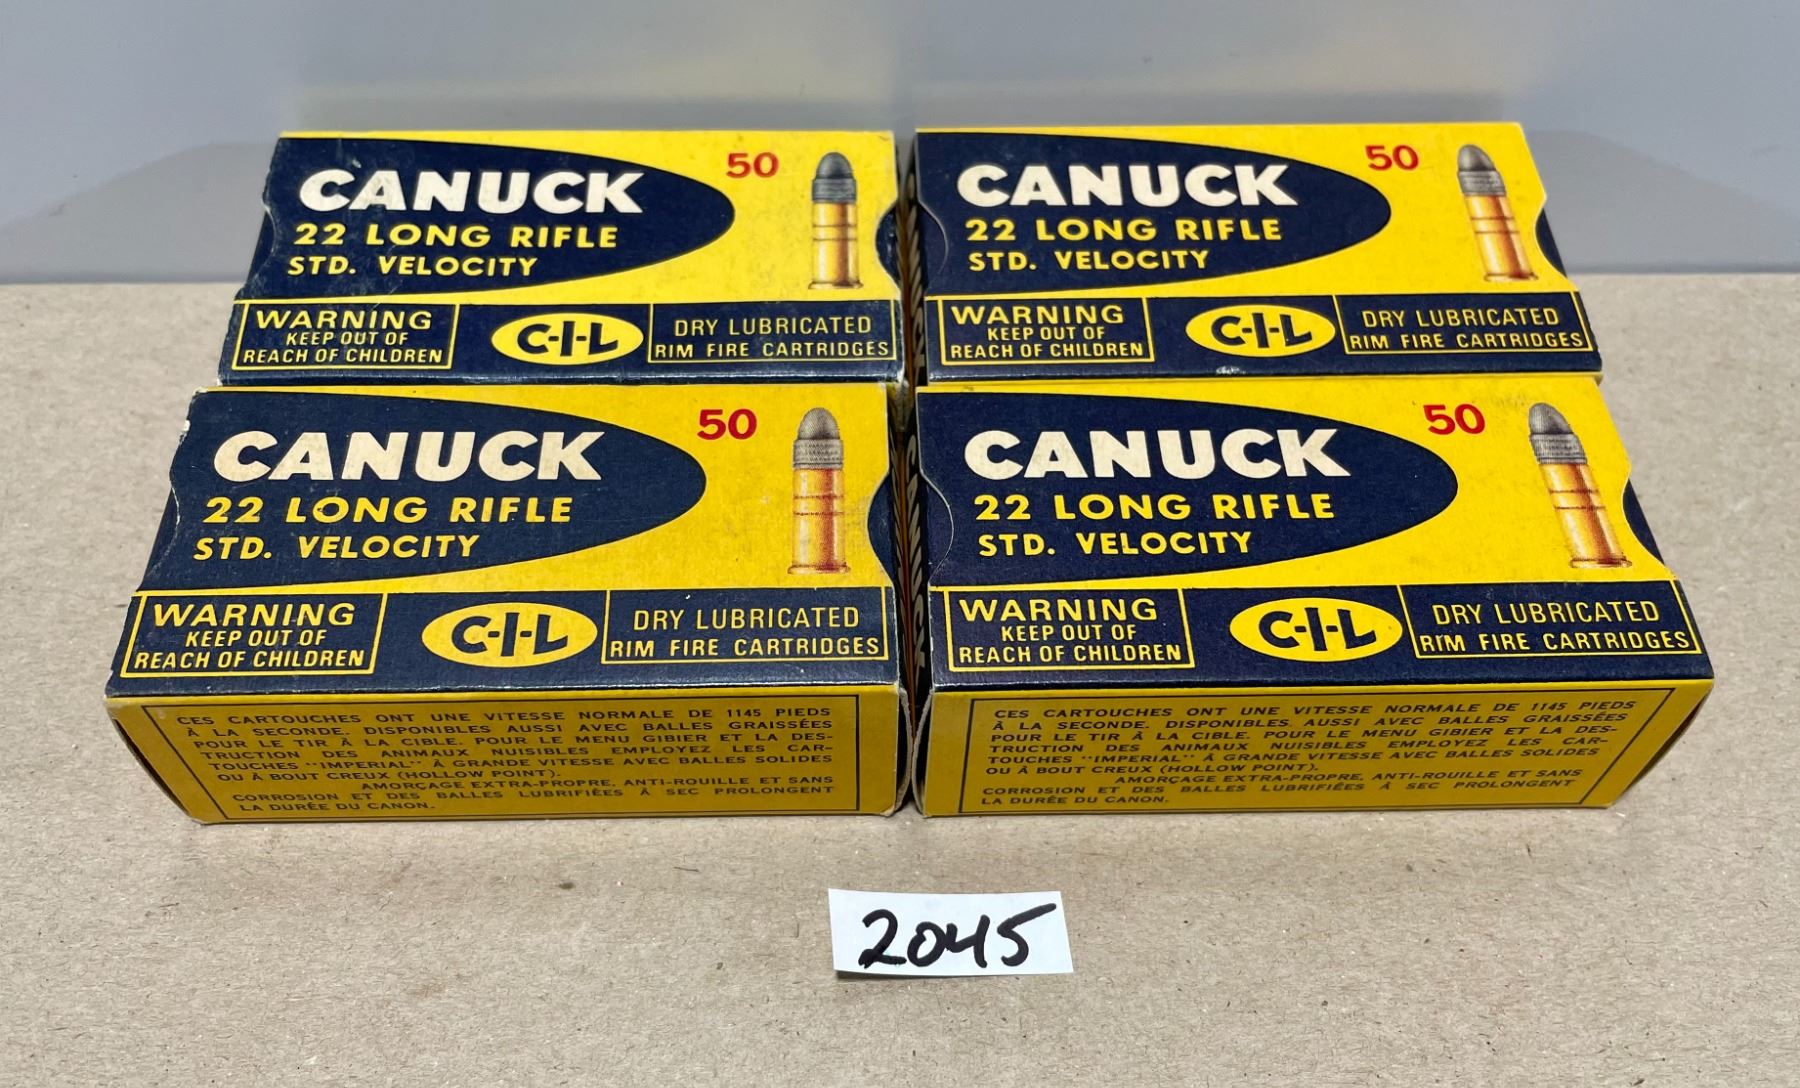 CANUCK
50
22 LONG RIFLE
STD. VELOCITY
WARNING
KEEP OUT OF
REACH OF CHILDREN
C-I-L
DRY LUBRICATED
RIM FIRE CARTRIDGES
CANUCK
50
22 LONG RIFLE
STD. VELOCITY
WARNING
KEEP OUT OF
REACH OF CHILDREN
C-I-L
DRY LUBRICATED
RIM FIRE CARTRIDGES
CANUCK
50
22 LONG RIFLE
STD. VELOCITY
WARNING
KEEP OUT OF
REACH OF CHILDREN
C-I-L
DRY LUBRICATED
RIM FIRE CARTRIDGES
CES CARTOUCHES ONT UNE VITESSE NORMALE DE 1145 PIEDS
À LA SECONDE. DISPONIBLES AUSSI AVEC BALLES GRAISSÉES
POUR LE TIR À LA CIBLE. POUR LE MENU GIBIER ET LA DES-
TRUCTION DES ANIMAUX NUISIBLES EMPLOYEZ LES CAR-
TOUCHES "IMPERIAL" À GRANDE VITESSE AVEC BALLES SOLIDES
OU À BOUT CREUX (HOLLOW POINT).
AMORÇAGE EXTRA-PROPRE, ANTI-ROUILLE ET SANS
CORROSION ET DES BALLES LUBRIFIÉES À SEC PROLONGENT
LA DURÉE DU CANON.
CANUCK
50
22 LONG RIFLE
STD. VELOCITY
WARNING
KEEP OUT OF
REACH OF CHILDREN
C-I-L
DRY LUBRICATED
RIM FIRE CARTRIDGES
CES CARTOUCHES ONT UNE VITESSE NORMALE DE 1145 PIEDS
À LA SECONDE. DISPONIBLES AUSSI AVEC BALLES GRAISSÉES
POUR LE TIR À LA CIBLE. POUR LE MENU GIBIER ET LA DES-
TRUCTION DES ANIMAUX NUISIBLES EMPLOYEZ LES CAR-
TOUCHES "IMPERIAL" À GRANDE VITESSE AVEC BALLES SOLIDES
OU À BOUT CREUX (HOLLOW POINT).
AMORÇAGE EXTRA-PROPRE, ANTI-ROUILLE ET SANS
CORROSION ET DES BALLES LUBRIFIÉES À SEC PROLONGENT
LA DURÉE DU CANON.
2045